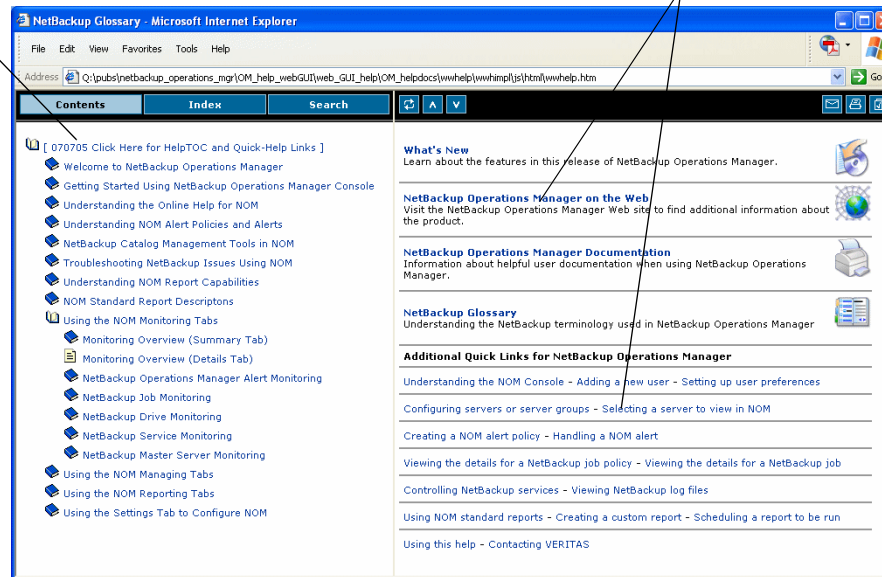 NetBackup Glossary - Microsoft Internet Explorer
File Edit View Favorites Tools Help
Address Q:\pubs\netbackup_operations_mgr\OM_help_webGUI\web_GUI_help\OM_helpdocs\wwhelp\wwhimpl\js\html\wwhelp.htm Go
Contents Index Search
[ 070705 Click Here for HelpTOC and Quick-Help Links ]
Welcome to NetBackup Operations Manager
Getting Started Using NetBackup Operations Manager Console
Understanding the Online Help for NOM
Understanding NOM Alert Policies and Alerts
NetBackup Catalog Management Tools in NOM
Troubleshooting NetBackup Issues Using NOM
Understanding NOM Report Capabilities
NOM Standard Report Descriptons
Using the NOM Monitoring Tabs
Monitoring Overview (Summary Tab)
Monitoring Overview (Details Tab)
NetBackup Operations Manager Alert Monitoring
NetBackup Job Monitoring
NetBackup Drive Monitoring
NetBackup Service Monitoring
NetBackup Master Server Monitoring
Using the NOM Managing Tabs
Using the NOM Reporting Tabs
Using the Settings Tab to Configure NOM
What's New
Learn about the features in this release of NetBackup Operations Manager.
NetBackup Operations Manager on the Web
Visit the NetBackup Operations Manager Web site to find additional information about
the product.
NetBackup Operations Manager Documentation
Information about helpful user documentation when using NetBackup Operations
Manager.
NetBackup Glossary
Understanding the NetBackup terminology used in NetBackup Operations Manager
Additional Quick Links for NetBackup Operations Manager
Understanding the NOM Console - Adding a new user - Setting up user preferences
Configuring servers or server groups - Selecting a server to view in NOM
Creating a NOM alert policy - Handling a NOM alert
Viewing the details for a NetBackup job policy - Viewing the details for a NetBackup job
Controlling NetBackup services - Viewing NetBackup log files
Using NOM standard reports - Creating a custom report - Scheduling a report to be run
Using this help - Contacting VERITAS